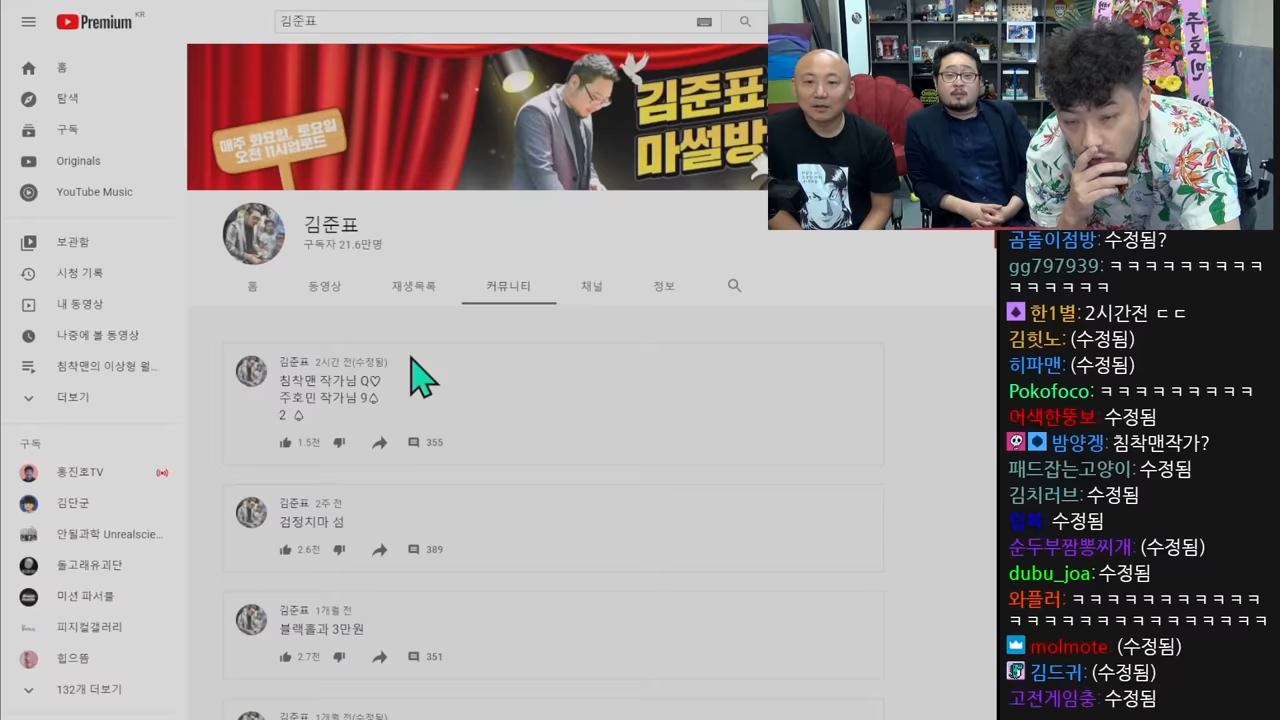 Premium KR
김준표
홈
탐색
구독
Originals
YouTube Music
보관함
시청 기록
내 동영상
나중에 볼 동영상
침착맨의 이상형 월...
더보기
구독
홍진호TV
김단군
안될과학 Unrealscie...
돌고래유괴단
미션 파서블
피지컬갤러리
힙으뜸
132개 더보기
매주 화요일, 토요일
오전 11시업로드
김준표
마썰방
김준표
구독자 21.6만명
홈
동영상
재생목록
커뮤니티
채널
정보
김준표 2시간 전(수정됨)
침착맨 작가님 Q♡
주호민 작가님 9♤
2 ♤
1.5천
355
김준표 2주 전
검정치마 섬
2.6천
389
김준표 1개월 전
블랙홀과 3만원
2.7천
351
김준표 1개월 전(수정됨)
주호민
곰돌이점방: 수정됨?
gg797939: ㅋㅋㅋㅋㅋㅋㅋㅋㅋ
ㅋㅋㅋㅋㅋㅋ
한1별: 2시간전 ㄷㄷ
김힛노: (수정됨)
히파맨: (수정됨)
Pokofoco: ㅋㅋㅋㅋㅋㅋㅋㅋㅋ
어색한뚱보: 수정됨
밤양겡: 침착맨작가?
패드잡는고양이: 수정됨
김치러브: 수정됨
수정됨
순두부짬뽕찌개: (수정됨)
dubu_joa: 수정됨
와플러: ㅋㅋㅋㅋㅋㅋㅋㅋㅋㅋㅋ
ㅋㅋㅋㅋㅋㅋㅋㅋㅋㅋㅋㅋㅋㅋㅋ
molmote: (수정됨)
김드귀: (수정됨)
고전게임충: 수정됨